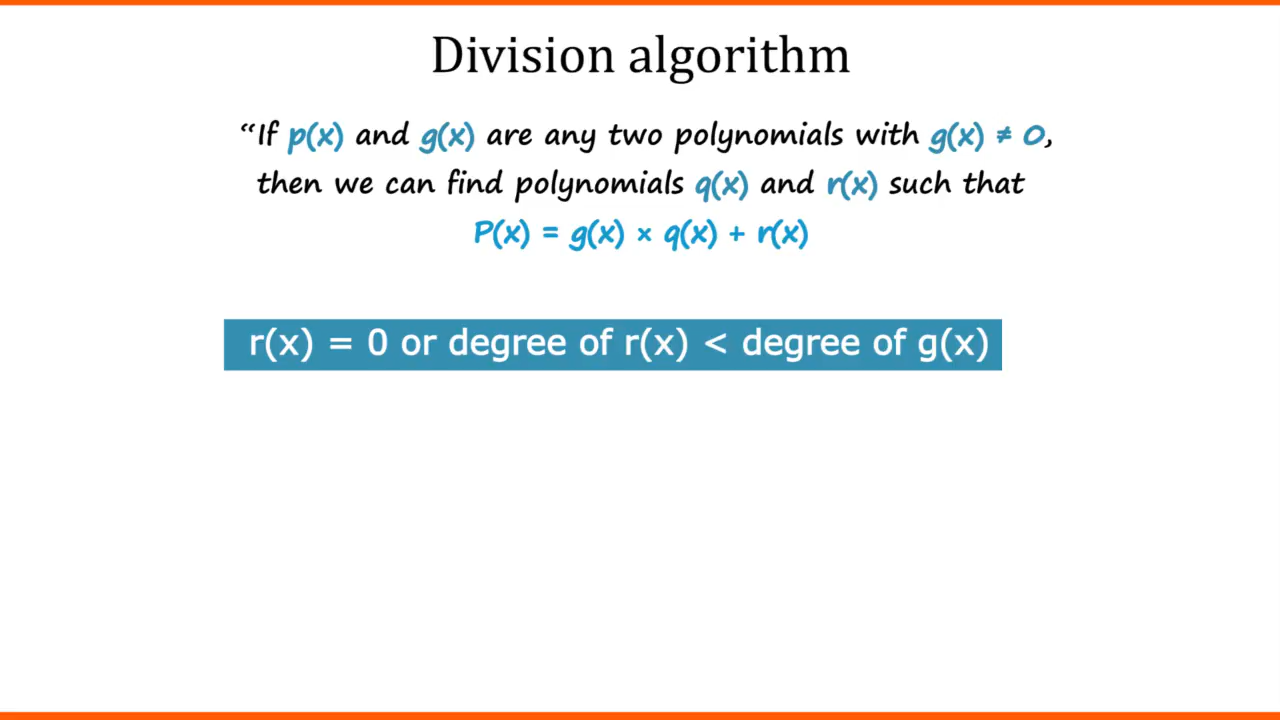 Division algorithm
“If p(x) and g(x) are any two polynomials with g(x) ≠ 0,
then we can find polynomials q(x) and r(x) such that
P(x) = g(x) × q(x) + r(x)
r(x) = 0 or degree of r(x) < degree of g(x)